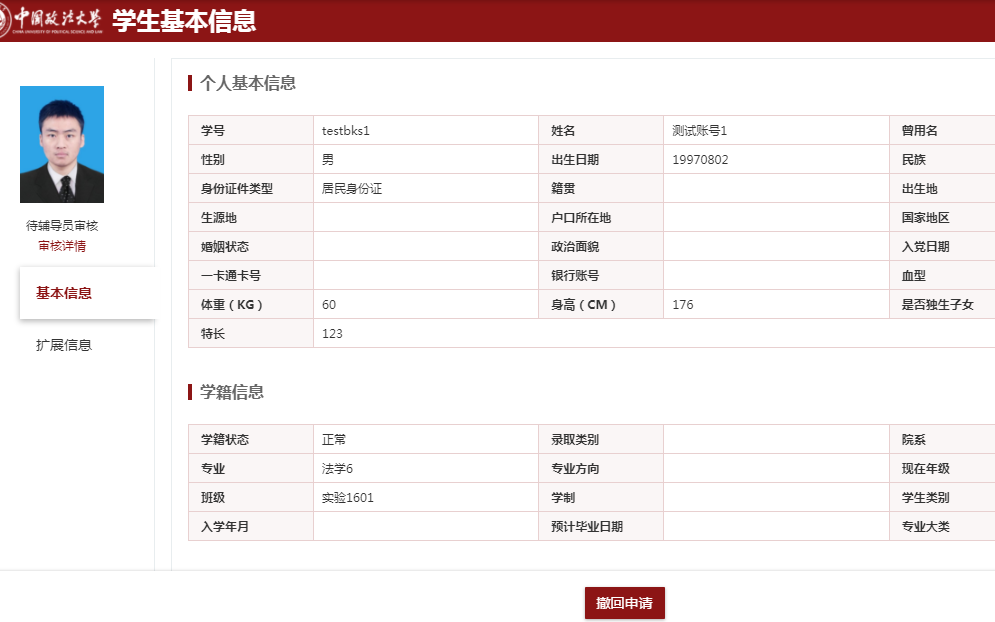 中国政法大学
CHINA UNIVERSITY OF POLITICAL SCIENCE AND LAW
学生基本信息
待辅导员审核
审核详情
基本信息
扩展信息
个人基本信息
学号 testbks1 姓名 测试账号1 曾用名
性别 男 出生日期 19970802 民族
身份证件类型 居民身份证 籍贯 出生地
生源地 户口所在地 国家地区
婚姻状态 政治面貌 入党日期
一卡通卡号 银行账号 血型
体重 ( KG ) 60 身高 ( CM ) 176 是否独生子女
特长 123
学籍信息
学籍状态 正常 录取类别 院系
专业 法学6 专业方向 现在年级
班级 实验1601 学制 学生类别
入学年月 预计毕业日期 专业大类
撤回申请